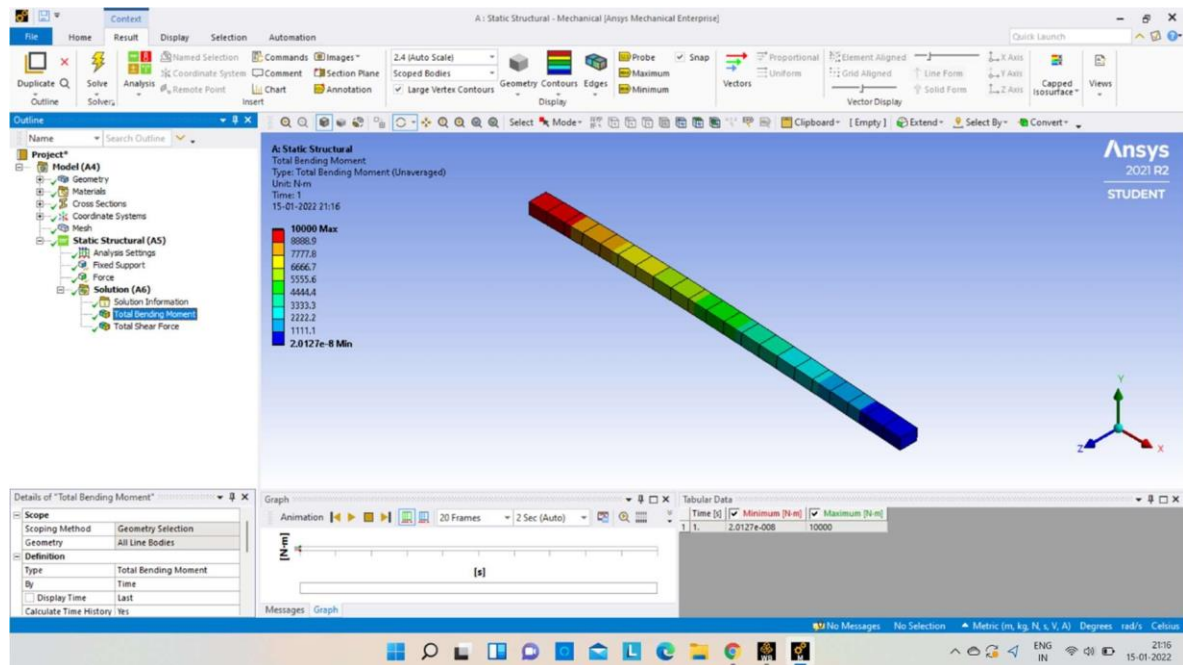 Context
A : Static Structural - Mechanical [Ansys Mechanical Enterprise]
File Home Result Display Selection Automation
Quick Launch
Duplicate
Outline
Solve
Solver
Analysis
Named Selection
Coordinate System
Remote Point
Commands
Comment
Chart
Images
Section Plane
Annotation
Insert
2.4 (Auto Scale)
Scoped Bodies
Large Vertex Contours
Geometry Contours Edges
Display
Probe
Maximum
Minimum
Snap
Vectors
Proportional
Uniform
Element Aligned
Grid Aligned
Line Form
Solid Form
X Axis
Y Axis
Z Axis
Vector Display
Capped Isosurface
Views
Outline
Name
Search Outline
Select Mode
Clipboard [ Empty ] Extend Select By Convert
Project*
Model (A4)
Geometry
Materials
Cross Sections
Coordinate Systems
Mesh
Static Structural (A5)
Analysis Settings
Fixed Support
Force
Solution (A6)
Solution Information
Total Bending Moment
Total Shear Force
A: Static Structural
Total Bending Moment
Type: Total Bending Moment (Unaveraged)
Unit: N·m
Time: 1
15-01-2022 21:16
10000 Max
8888.9
7777.8
6666.7
5555.6
4444.4
3333.3
2222.2
1111.1
2.0127e-8 Min
Ansys
2021 R2
STUDENT
Y
Z
X
Details of "Total Bending Moment"
Scope
Scoping Method Geometry Selection
Geometry All Line Bodies
Definition
Type Total Bending Moment
By Time
Display Time Last
Calculate Time History Yes
Graph
Animation 20 Frames 2 Sec (Auto)
[N·m]
[s]
Messages Graph
Tabular Data
Time [s] Minimum [N·m] Maximum [N·m]
1 1. 2.0127e-008 10000
No Messages No Selection Metric (m, kg, N, s, V, A) Degrees rad/s Celsius
ENG
IN
21:16
15-01-2022